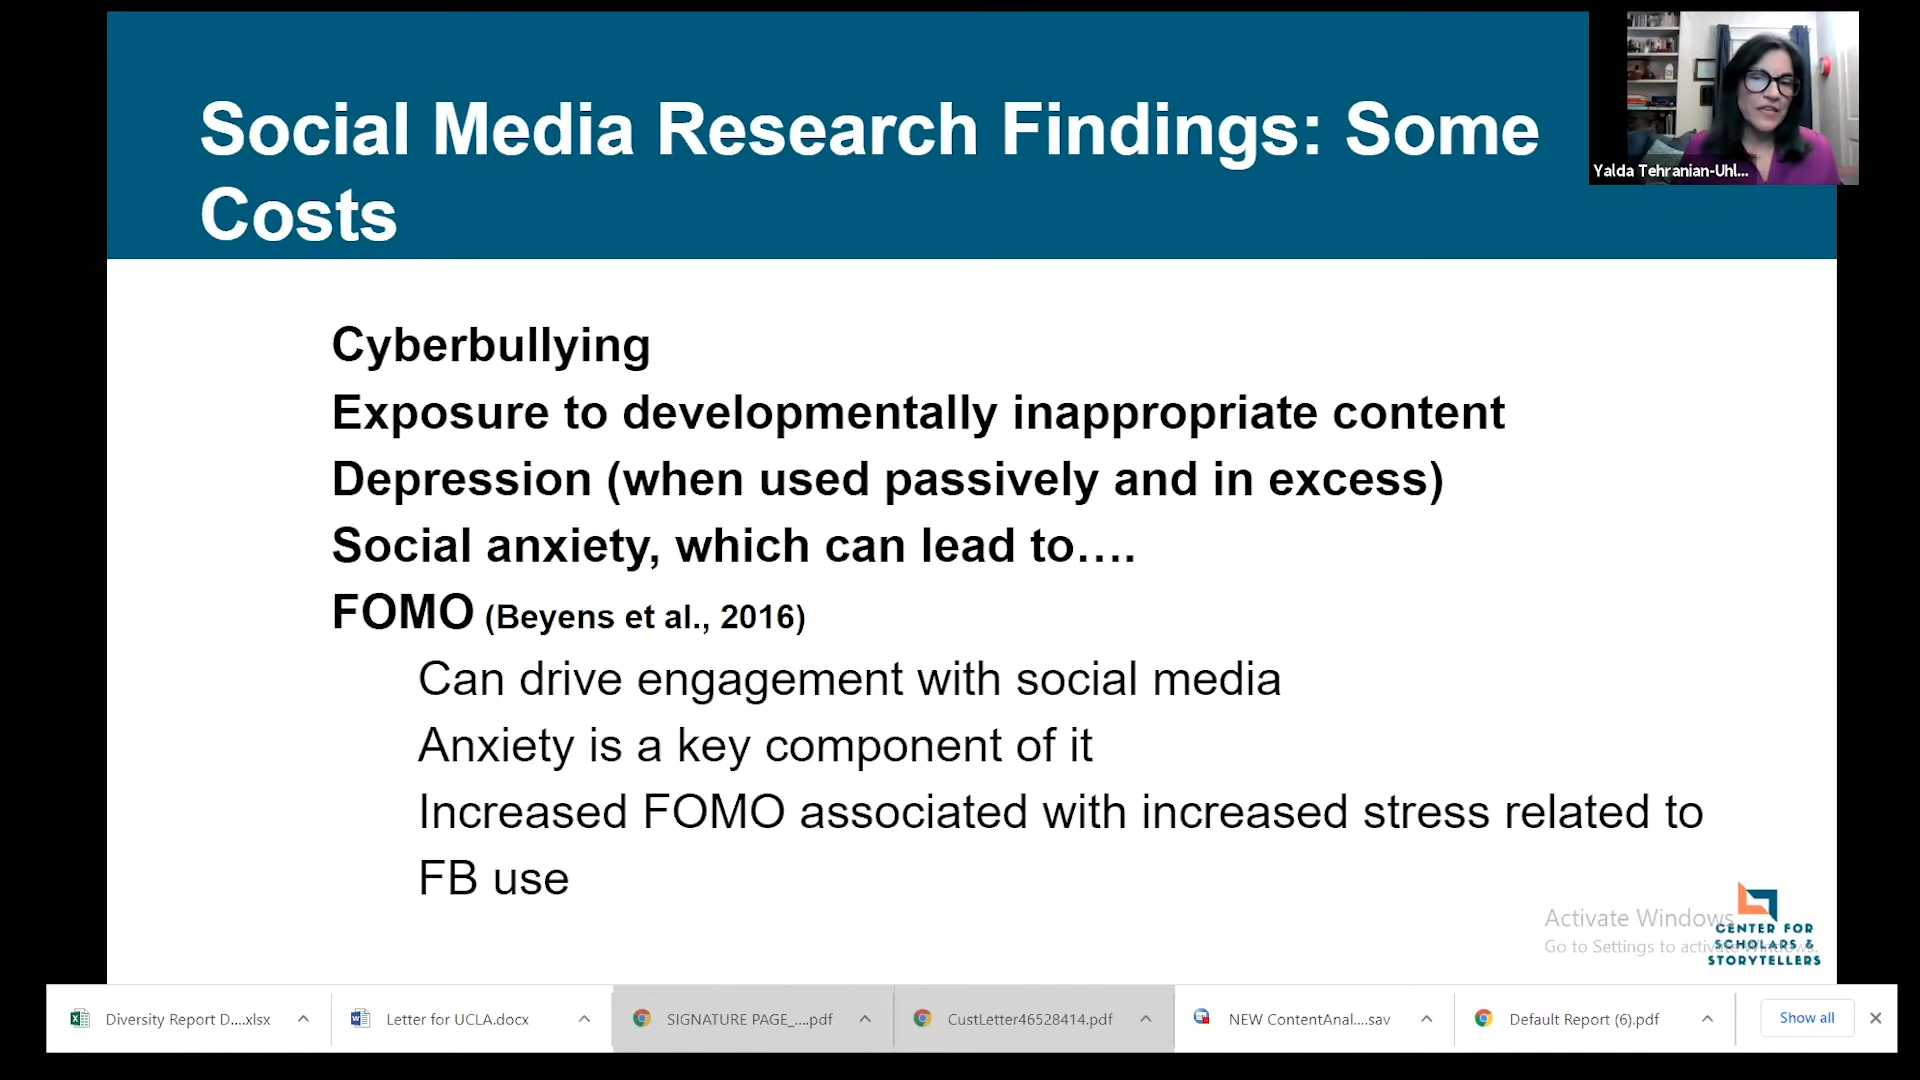 Social Media Research Findings: Some
Costs
Yalda Tehranian-Uhl...
Cyberbullying
Exposure to developmentally inappropriate content
Depression (when used passively and in excess)
Social anxiety, which can lead to….
FOMO (Beyens et al., 2016)
Can drive engagement with social media
Anxiety is a key component of it
Increased FOMO associated with increased stress related to
FB use
Activate Windows
Go to Settings to activate Windows.
CENTER FOR
SCHOLARS &
STORYTELLERS
Diversity Report D....xlsx
Letter for UCLA.docx
SIGNATURE PAGE_....pdf
CustLetter46528414.pdf
NEW ContentAnal....sav
Default Report (6).pdf
Show all